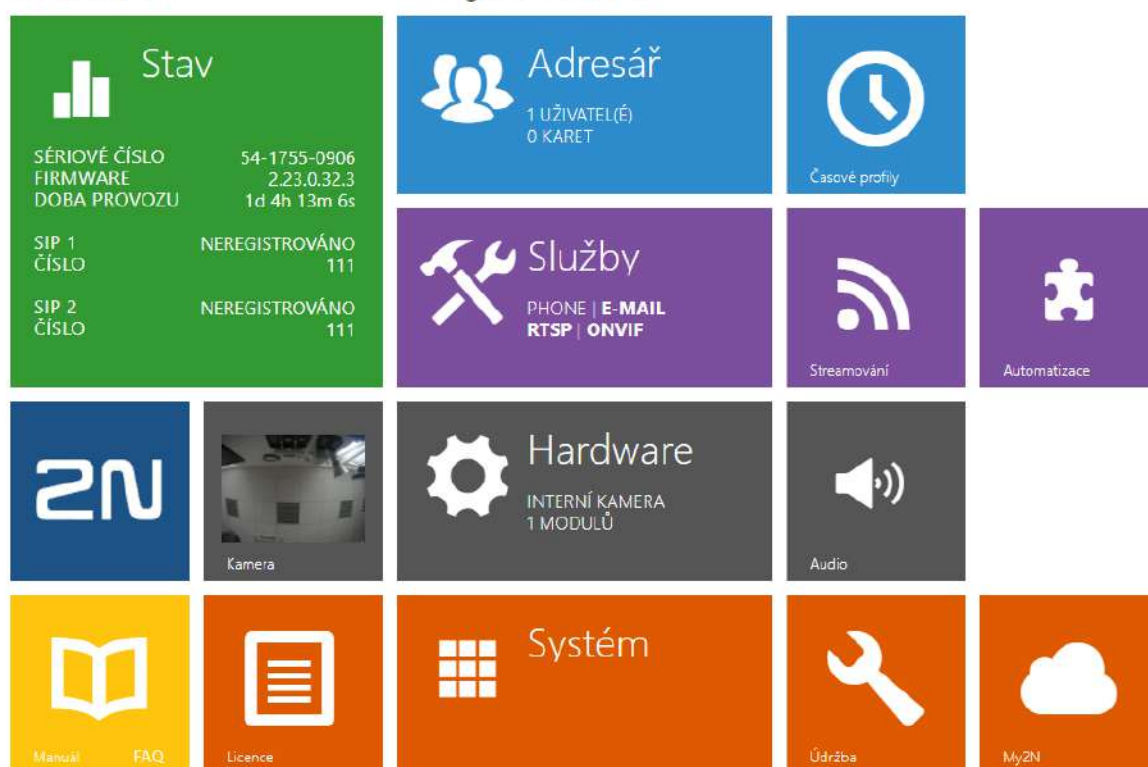 Stav
SÉRIOVÉ ČÍSLO 54-1755-0906
FIRMWARE 2.23.0.32.3
DOBA PROVOZU 1d 4h 13m 6s
SIP 1 NEREGISTROVÁNO
ČÍSLO 111
SIP 2 NEREGISTROVÁNO
ČÍSLO 111
Adresář
1 UŽIVATEL(É)
0 KARET
Časové profily
Služby
PHONE | E-MAIL
RTSP | ONVIF
Streamování
Automatizace
2N
Kamera
Hardware
INTERNÍ KAMERA
1 MODULŮ
Audio
Manuál FAQ
Licence
Systém
Údržba
My2N